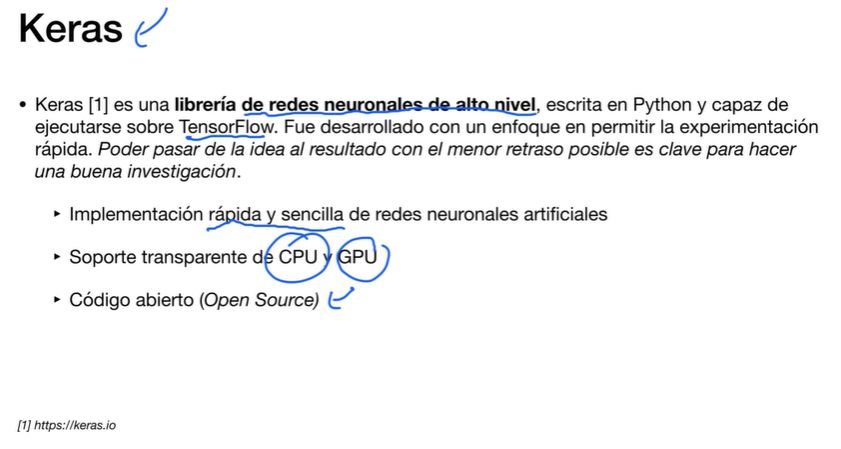 Keras
• Keras [1] es una librería de redes neuronales de alto nivel, escrita en Python y capaz de
ejecutarse sobre TensorFlow. Fue desarrollado con un enfoque en permitir la experimentación
rápida. Poder pasar de la idea al resultado con el menor retraso posible es clave para hacer
una buena investigación.
‣ Implementación rápida y sencilla de redes neuronales artificiales
‣ Soporte transparente de CPU y GPU
‣ Código abierto (Open Source)
[1] https://keras.io